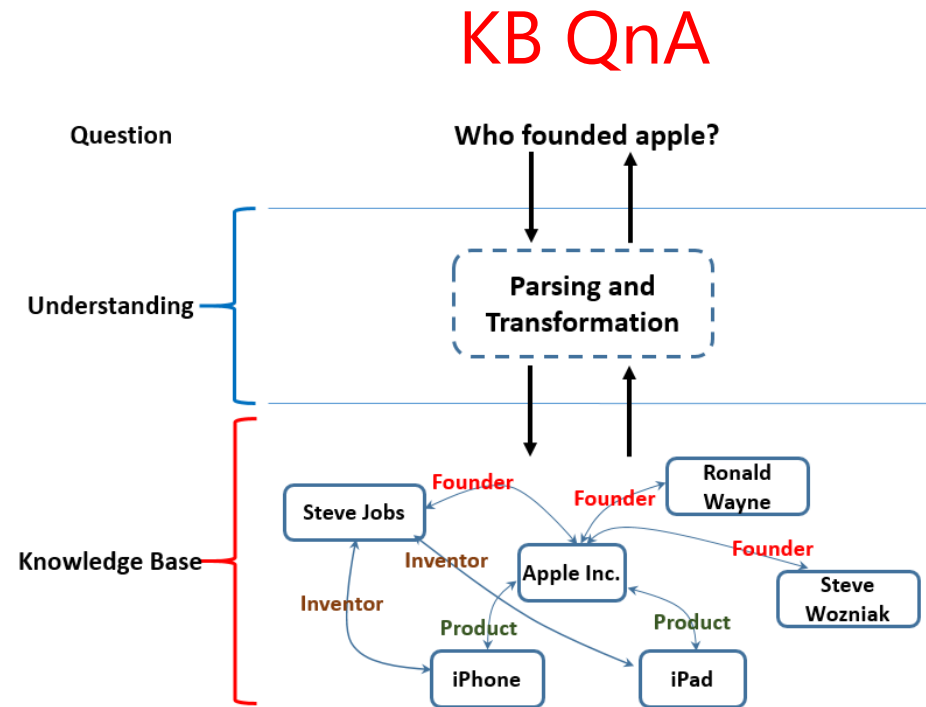 KB QnA
Question
Who founded apple?
Understanding
Parsing and
Transformation
Knowledge Base
Steve Jobs
Founder
Founder
Ronald
Wayne
Inventor
Apple Inc.
Founder
Steve
Wozniak
Inventor
Product
Product
iPhone
iPad